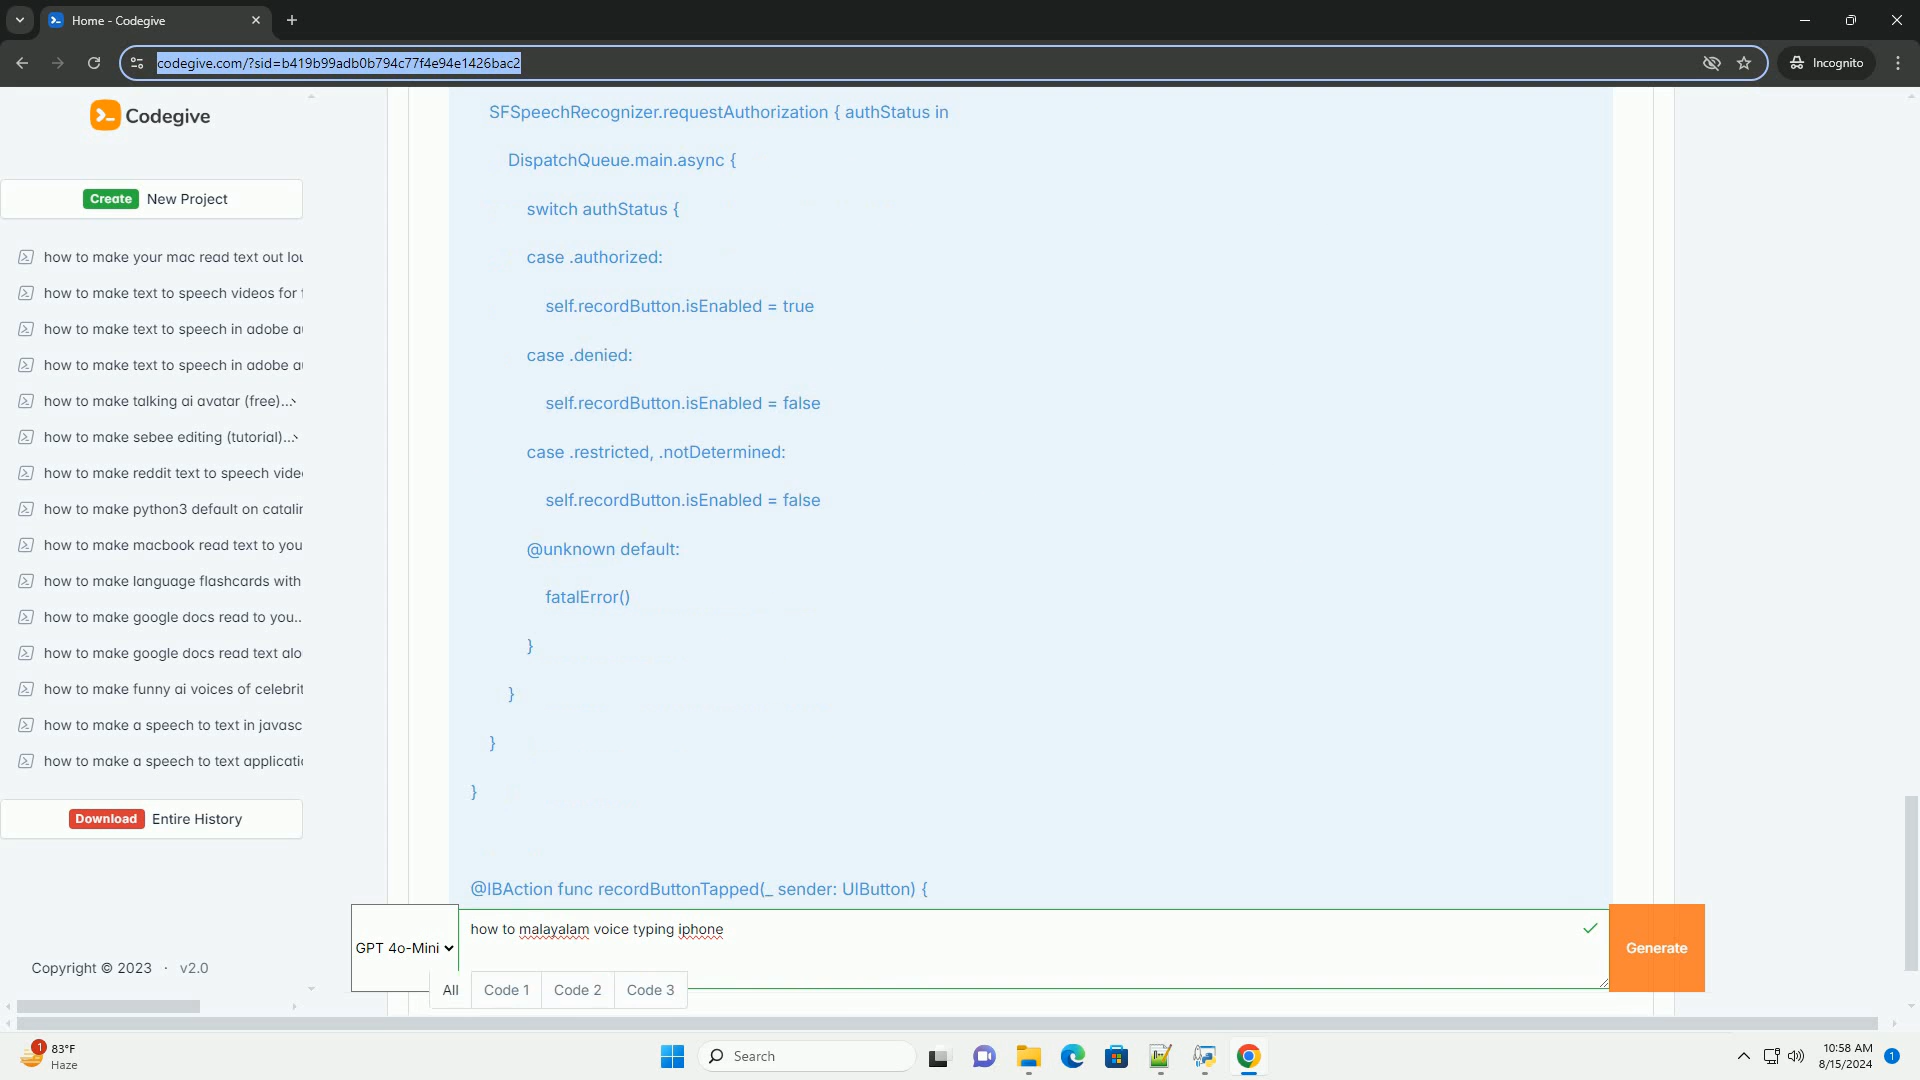 Home - Codegive
codegive.com/?sid=b419b99adb0b794c77f4e94e1426bac2
Incognito
Codegive
Create New Project
how to make your mac read text out lou
how to make text to speech videos for
how to make text to speech in adobe au
how to make text to speech in adobe au
how to make talking ai avatar (free)...
how to make sebee editing (tutorial)...
how to make reddit text to speech vide
how to make python3 default on catalin
how to make macbook read text to you
how to make language flashcards with
how to make google docs read to you..
how to make google docs read text alo
how to make funny ai voices of celebrit
how to make a speech to text in javasc
how to make a speech to text applicati
Download Entire History
Copyright © 2023 · v2.0
SFSpeechRecognizer.requestAuthorization { authStatus in
DispatchQueue.main.async {
switch authStatus {
case .authorized:
self.recordButton.isEnabled = true
case .denied:
self.recordButton.isEnabled = false
case .restricted, .notDetermined:
self.recordButton.isEnabled = false
@unknown default:
fatalError()
}
}
}
}
@IBAction func recordButtonTapped(_ sender: UIButton) {
GPT 4o-Mini
how to malayalam voice typing iphone
Generate
All Code 1 Code 2 Code 3
1
83°F
Haze
Search
10:58 AM
8/15/2024
1